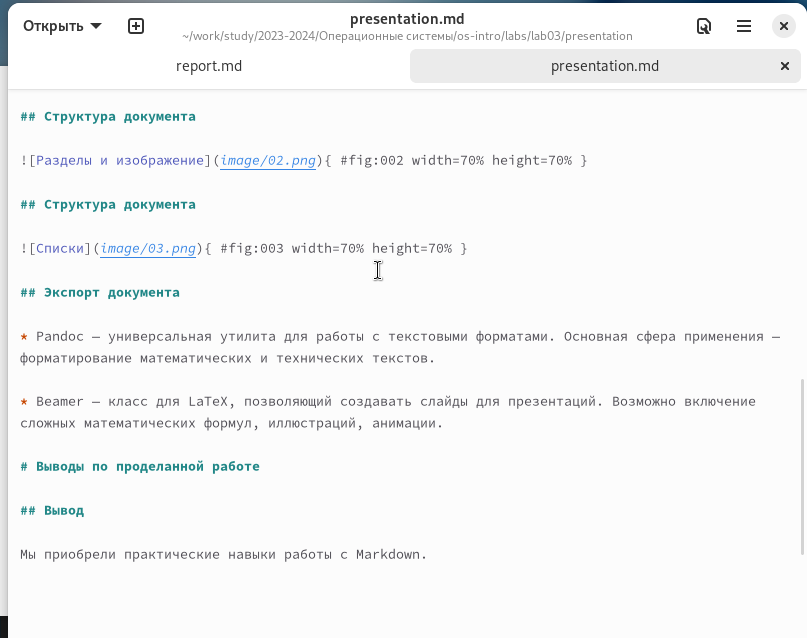 Открыть
presentation.md
~/work/study/2023-2024/Операционные системы/os-intro/labs/lab03/presentation
report.md
presentation.md
## Структура документа
![Разделы и изображение](image/02.png){ #fig:002 width=70% height=70% }
## Структура документа
![Списки](image/03.png){ #fig:003 width=70% height=70% }
## Экспорт документа
* Pandoc — универсальная утилита для работы с текстовыми форматами. Основная сфера применения —
форматирование математических и технических текстов.
* Beamer — класс для LaTeX, позволяющий создавать слайды для презентаций. Возможно включение
сложных математических формул, иллюстраций, анимации.
# Выводы по проделанной работе
## Вывод
Мы приобрели практические навыки работы с Markdown.